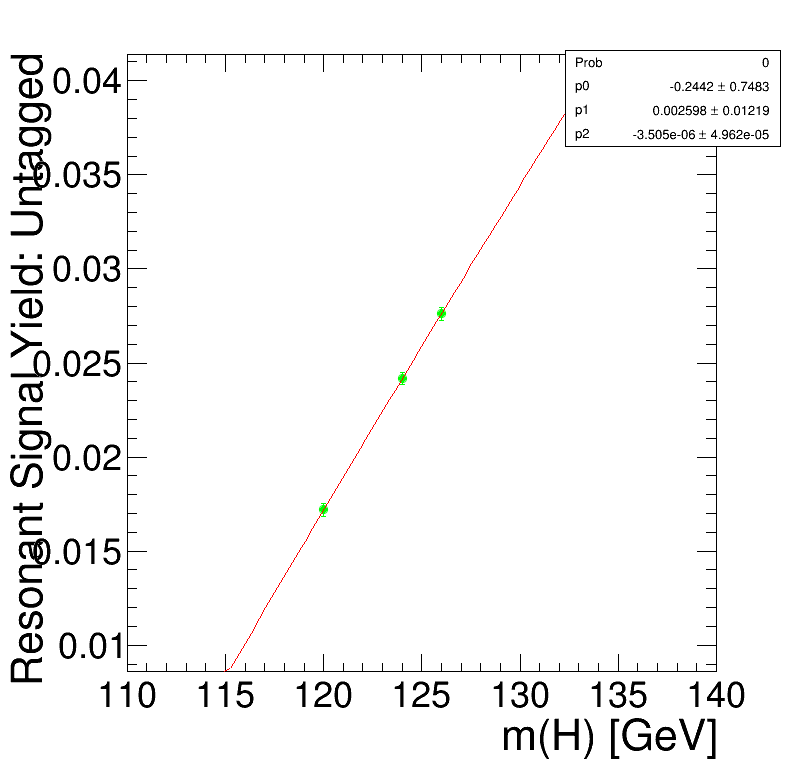 Resonant Signal Yield: Untagged
0.04
0.035
0.03
0.025
0.02
0.015
0.01
Prob 0
p0 -0.2442 ± 0.7483
p1 0.002598 ± 0.01219
p2 -3.505e-06 ± 4.962e-05
110 115 120 125 130 135 140
m(H) [GeV]